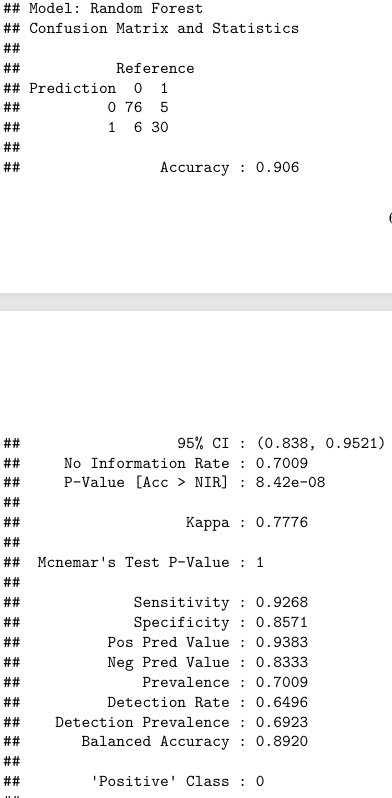 ## Model: Random Forest
## Confusion Matrix and Statistics
##
##           Reference
## Prediction  0  1
##          0 76  5
##          1  6 30
##
##                Accuracy : 0.906
##                  95% CI : (0.838, 0.9521)
##     No Information Rate : 0.7009
##     P-Value [Acc > NIR] : 8.42e-08
##
##                   Kappa : 0.7776
##
##  Mcnemar's Test P-Value : 1
##
##             Sensitivity : 0.9268
##             Specificity : 0.8571
##          Pos Pred Value : 0.9383
##          Neg Pred Value : 0.8333
##              Prevalence : 0.7009
##          Detection Rate : 0.6496
##    Detection Prevalence : 0.6923
##       Balanced Accuracy : 0.8920
##
##        'Positive' Class : 0